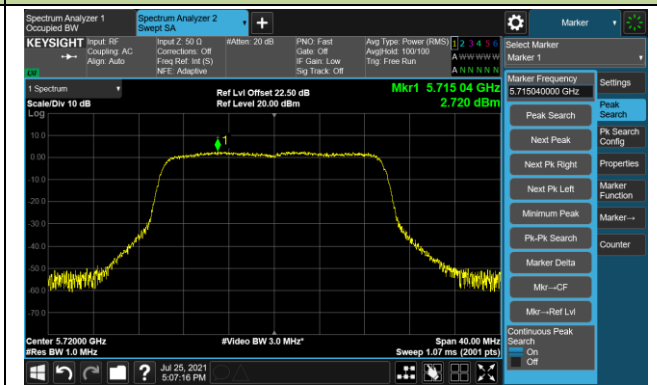 Spectrum Analyzer 1
Occupied BW
Spectrum Analyzer 2
Swept SA
+
Marker
KEYSIGHT
Input: RF
Coupling: AC
Align: Auto
Input Z: 50 Ω
Corrections: Off
Freq Ref: Int (S)
NFE: Adaptive
#Atten: 20 dB
PNO: Fast
Gate: Off
IF Gain: Low
Sig Track: Off
Avg Type: Power (RMS)
Avg|Hold: 100/100
Trig: Free Run
1 2 3 4 5 6
A W W W W W
A N N N N N
LXI
Select Marker
Marker 1
1 Spectrum
Scale/Div 10 dB
Log
Ref Lvl Offset 22.50 dB
Ref Level 20.00 dBm
Mkr1 5.715 04 GHz
2.720 dBm
10.0
0.00
-10.0
-20.0
-30.0
-40.0
-50.0
-60.0
-70.0
1
Center 5.72000 GHz
#Res BW 1.0 MHz
#Video BW 3.0 MHz*
Span 40.00 MHz
Sweep 1.07 ms (2001 pts)
Marker Frequency
5.715040000 GHz
Peak Search
Next Peak
Next Pk Right
Next Pk Left
Minimum Peak
Pk-Pk Search
Marker Delta
Mkr→CF
Mkr→Ref Lvl
Continuous Peak
Search
On
Off
Settings
Peak
Search
Pk Search
Config
Properties
Marker
Function
Marker→
Counter
?
Jul 25, 2021
5:07:16 PM